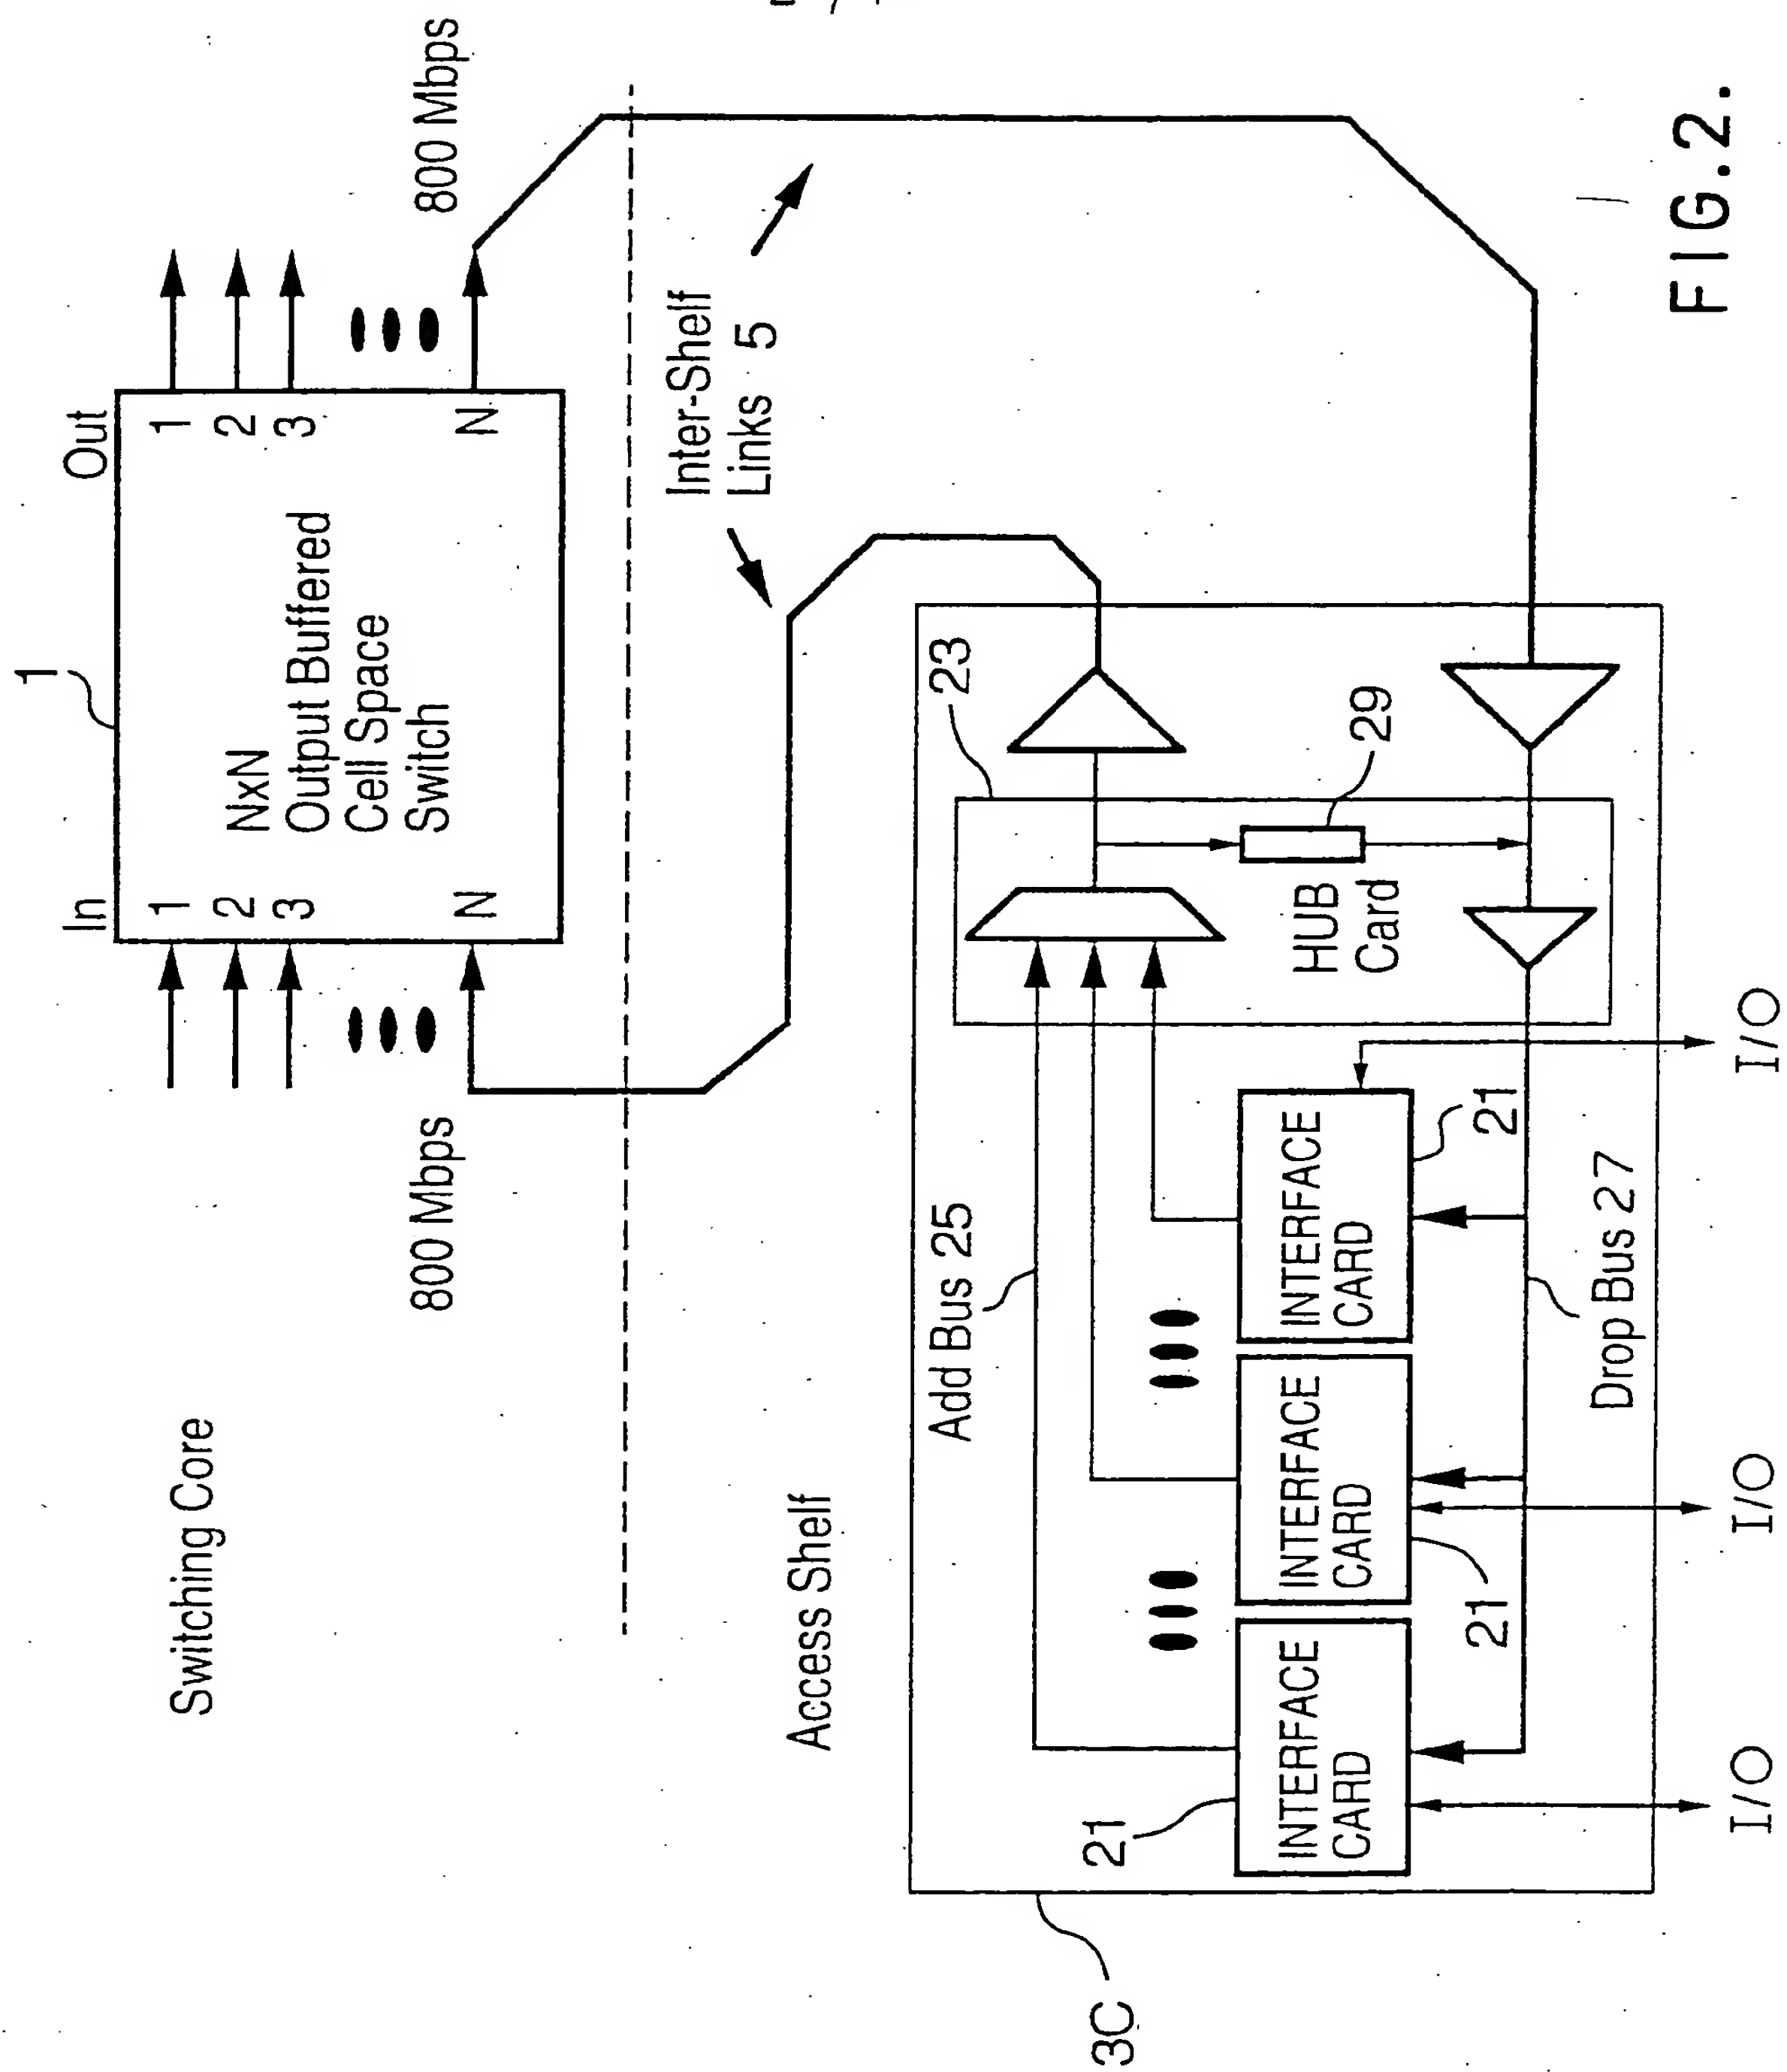 Switching Core
1
In
Out
1
2
3
N
1
2
3
N
NxN
Output Buffered
Cell Space
Switch
800 Mbps
800 Mbps
Inter-Shelf
Links 5
Access Shelf
3C
Add Bus 25
23
29
HUB
Card
21
INTERFACE
CARD
INTERFACE
CARD
21
INTERFACE
CARD
21
Drop Bus 27
I/O
I/O
I/O
FIG.2.